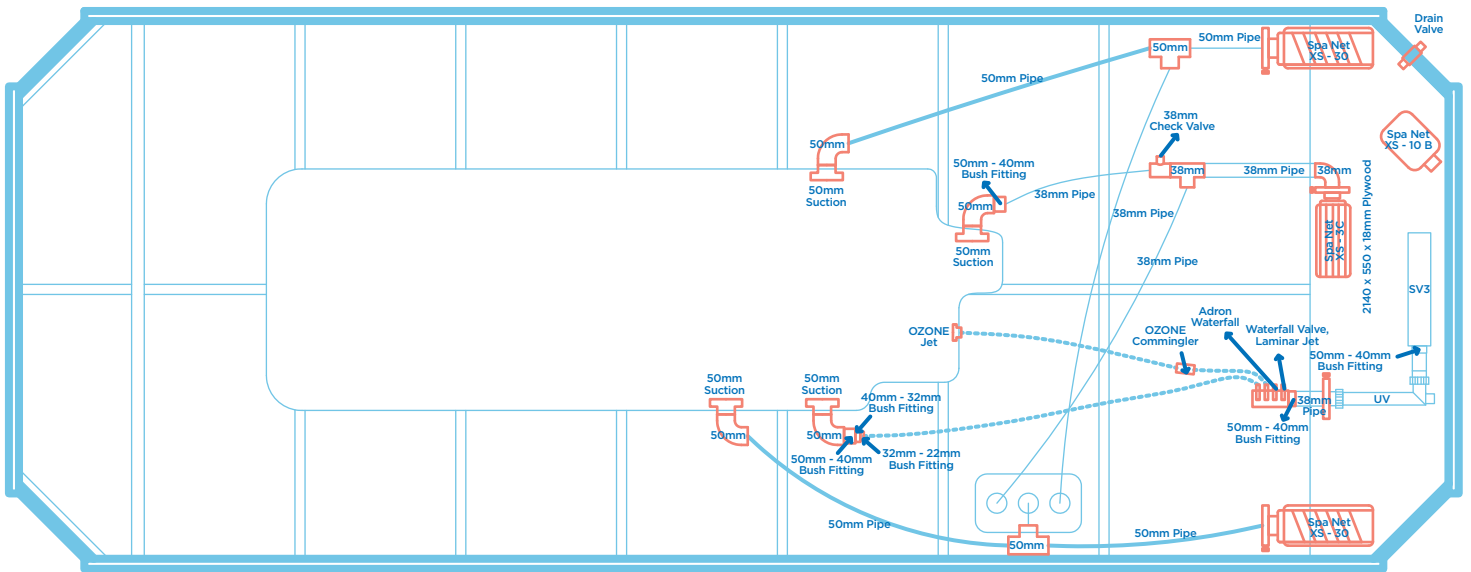 Drain
Valve
50mm Pipe
50mm
Spa Net
XS - 30
50mm Pipe
38mm
Check Valve
Spa Net
XS - 10 B
50mm
50mm
Suction
50mm - 40mm
Bush Fitting
38mm
38mm Pipe
38mm
50mm
38mm Pipe
38mm Pipe
50mm
Suction
38mm Pipe
Spa Net
XS - 3C
2140 x 550 x 18mm Plywood
SV3
OZONE
Jet
OZONE
Commingler
Adron
Waterfall
Waterfall Valve,
Laminar Jet
50mm - 40mm
Bush Fitting
50mm
Suction
50mm
Suction
40mm - 32mm
Bush Fitting
38mm
Pipe
UV
50mm - 40mm
Bush Fitting
50mm
50mm
50mm - 40mm
Bush Fitting
32mm - 22mm
Bush Fitting
50mm Pipe
50mm
50mm Pipe
Spa Net
XS - 30